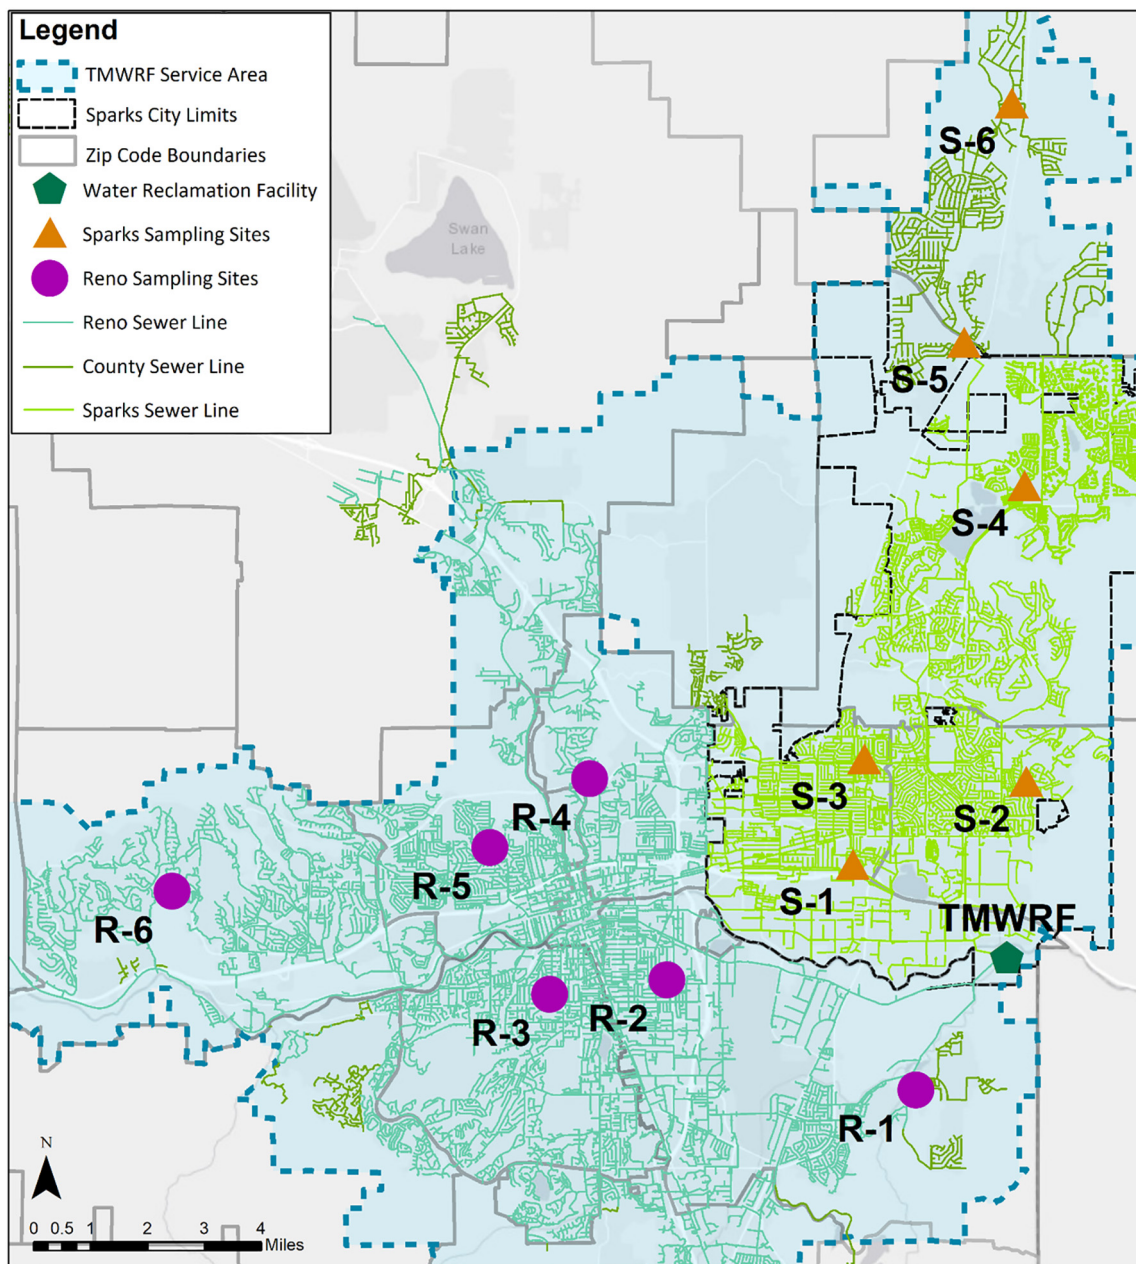 Legend
TMWRF Service Area
Sparks City Limits
Zip Code Boundaries
Water Reclamation Facility
Sparks Sampling Sites
Reno Sampling Sites
Reno Sewer Line
County Sewer Line
Sparks Sewer Line
Swan
Lake
S-6
S-5
S-4
S-3
S-2
S-1
TMWRF
R-4
R-5
R-6
R-3
R-2
R-1
N
0 0.5 1 2 3 4
Miles